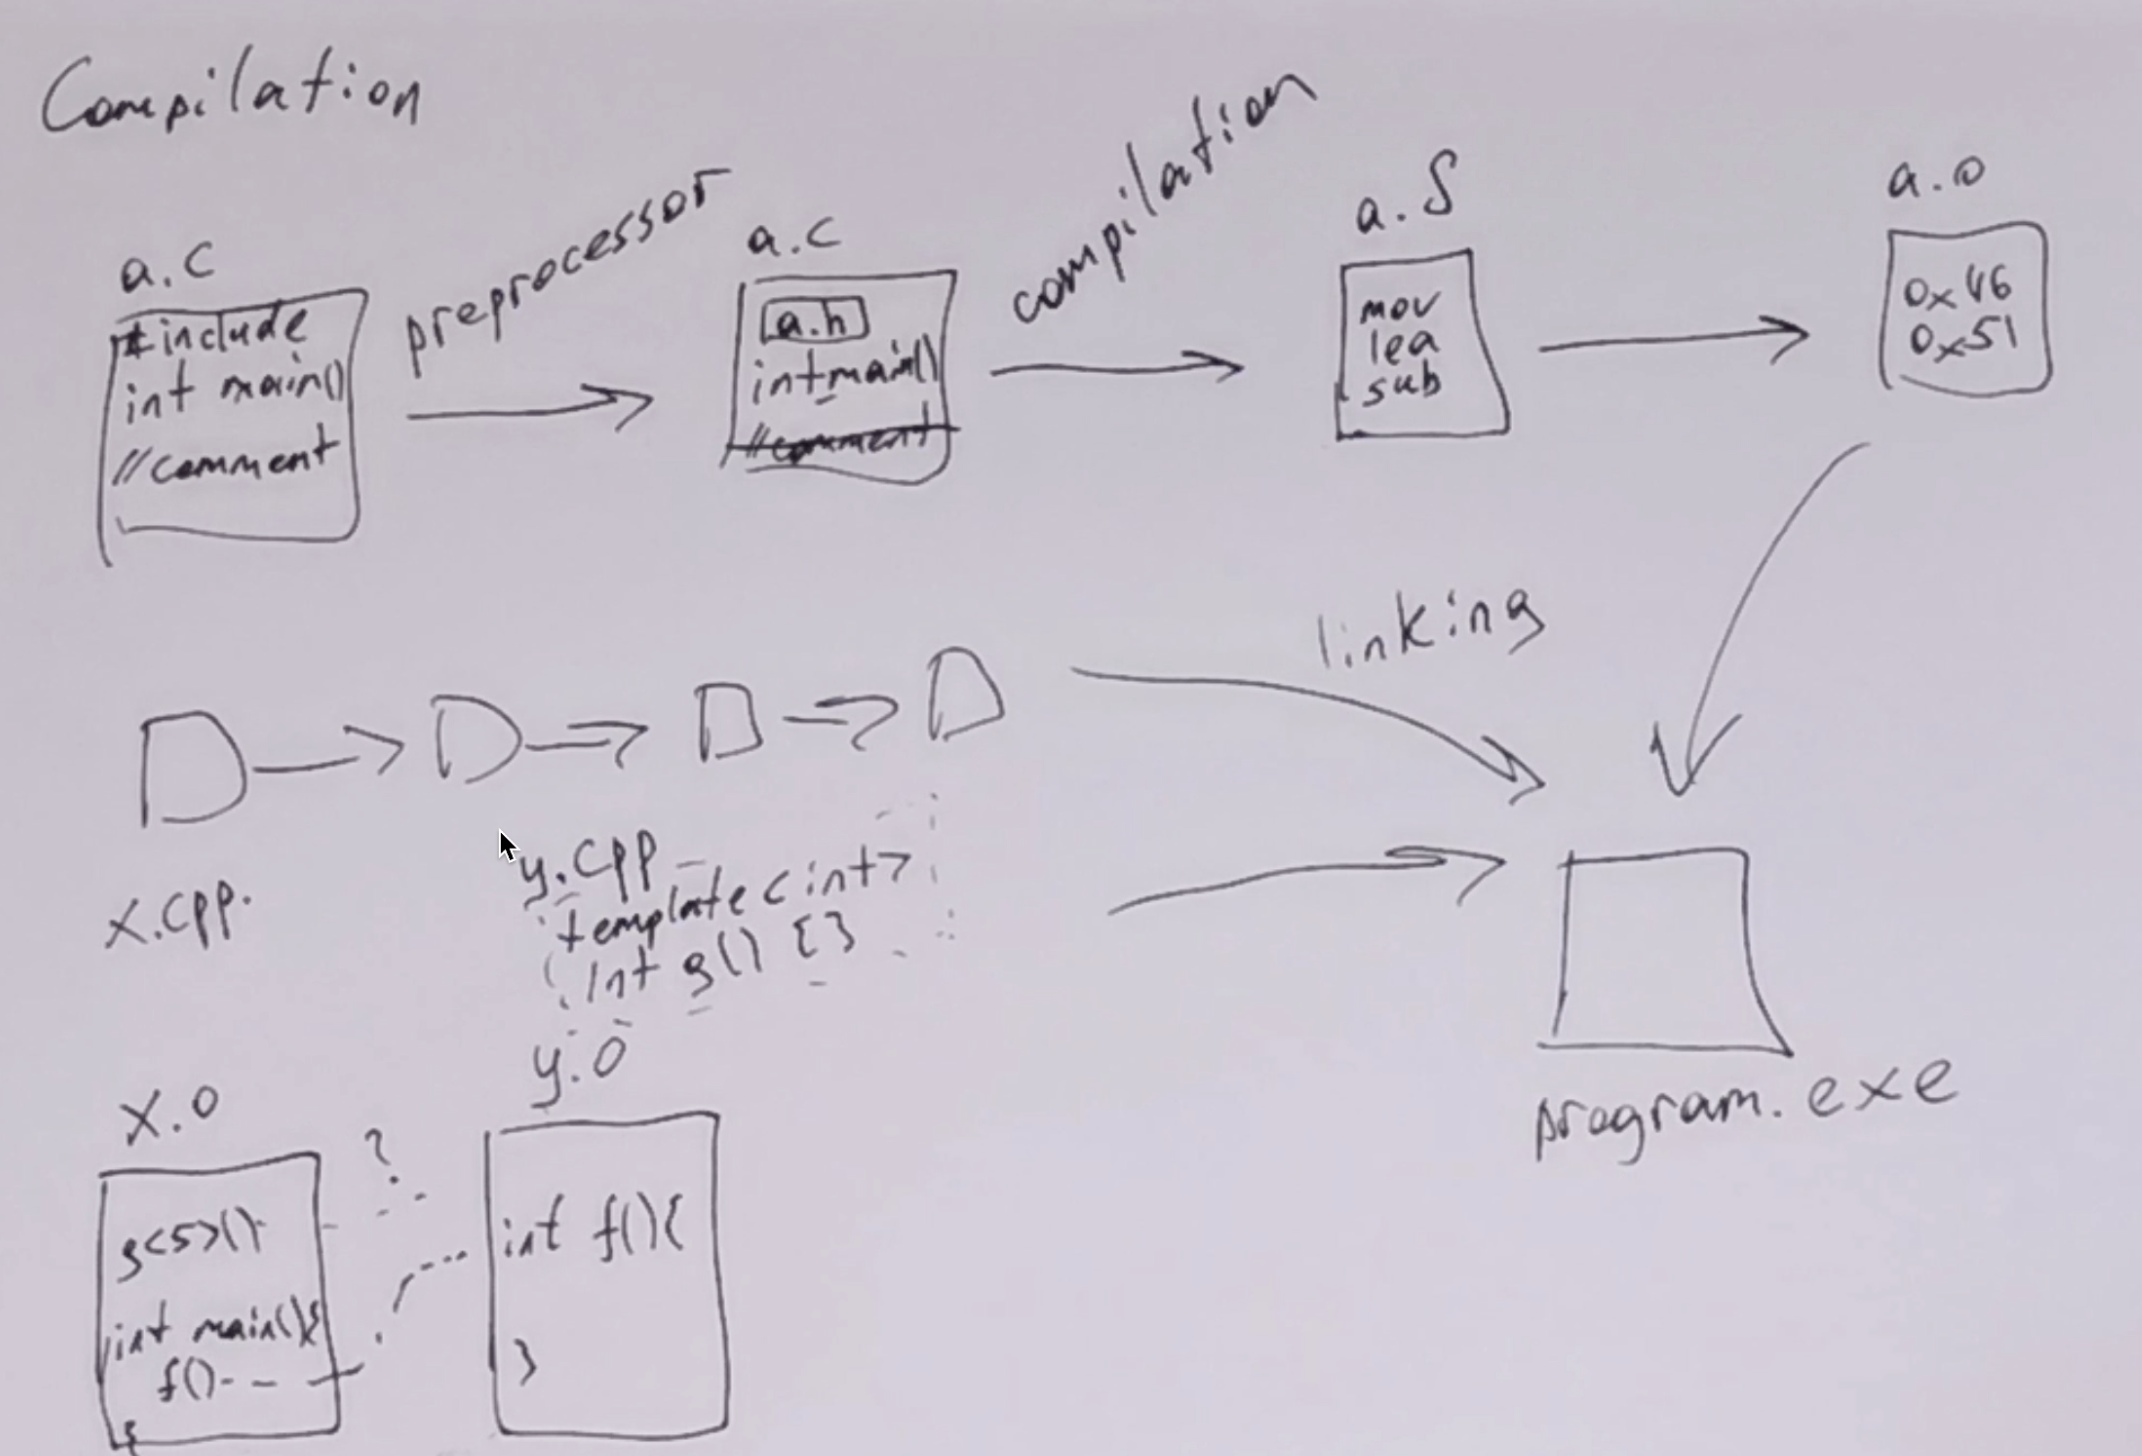 Compilation
a.c
#include
int main()
//comment
preprocessor
a.c
a.h
int main()
//comment
compilation
a.S
mov
lea
sub
a.o
0x46
0x51
linking
x.cpp
y.cpp
template <int>
int g() {}
program.exe
x.o
g<5>()
int main(){
f()
}
?
y.o
int f(){
}